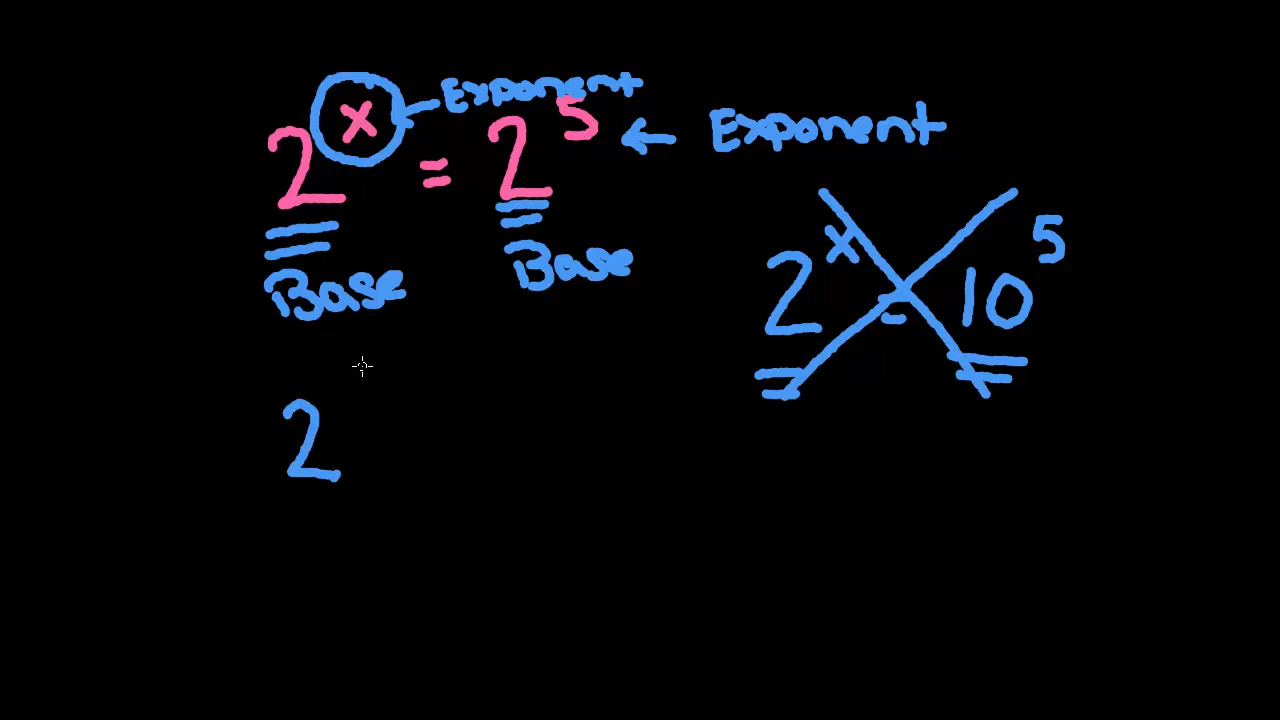 2^x = 2^5
Exponent
Exponent
Base
Base
2^x = 10^5
2